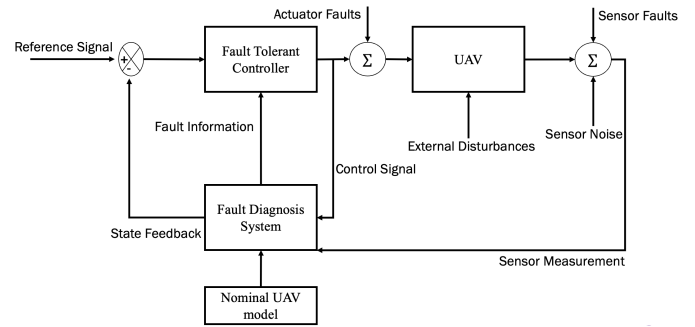 Actuator Faults
Sensor Faults
Reference Signal
+
-
Fault Tolerant
Controller
Σ
UAV
Σ
Fault Information
External Disturbances
Sensor Noise
Control Signal
Fault Diagnosis
System
State Feedback
Sensor Measurement
Nominal UAV
model